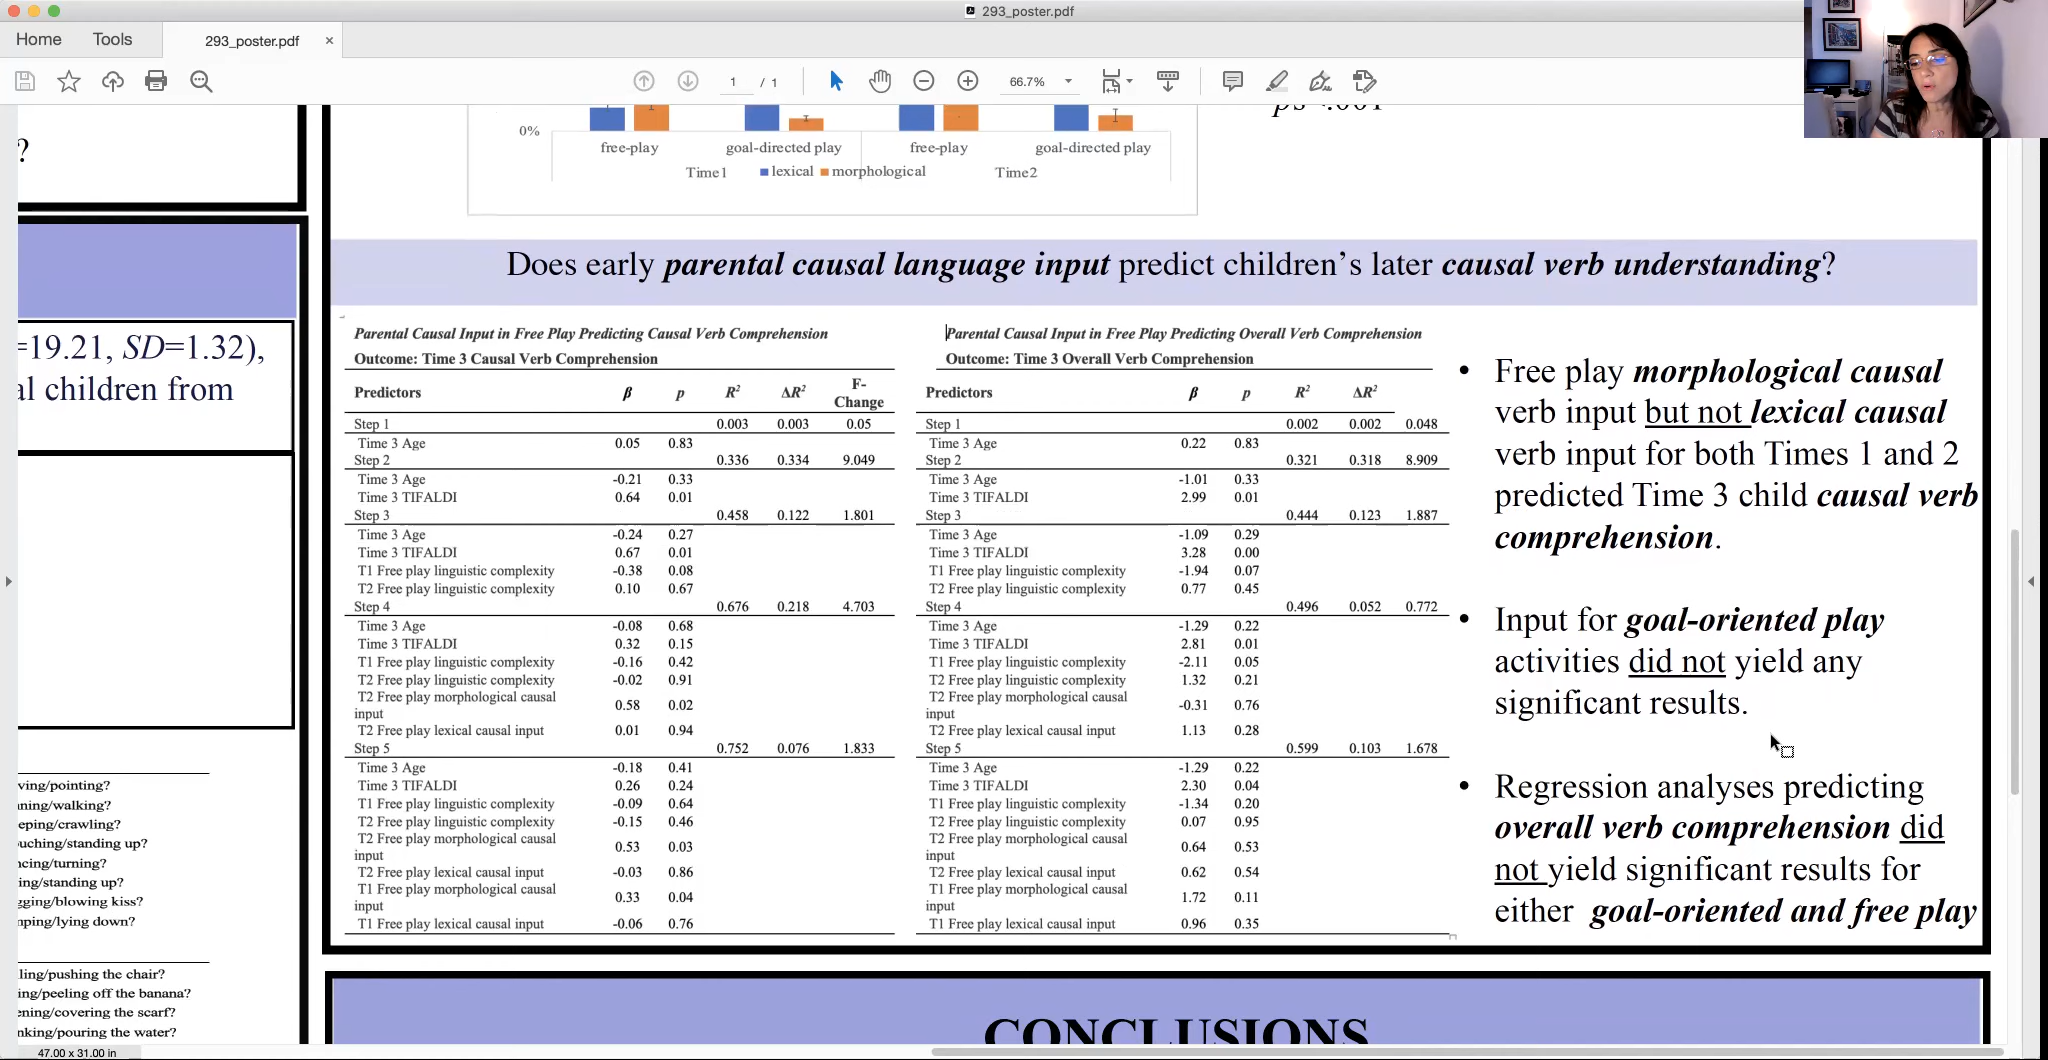 293_poster.pdf
Home Tools 293_poster.pdf ×
1 / 1 66.7%
?
=19.21, SD=1.32),
al children from
ving/pointing?
ning/walking?
eping/crawling?
ouching/standing up?
ncing/turning?
ing/standing up?
gging/blowing kiss?
nping/lying down?
ling/pushing the chair?
ing/peeling off the banana?
ening/covering the scarf?
nking/pouring the water?
47.00 x 31.00 in
0%
free-play goal-directed play free-play goal-directed play
Time1 lexical morphological Time2
ps <.001
Does early parental causal language input predict children's later causal verb understanding?
Parental Causal Input in Free Play Predicting Causal Verb Comprehension
Outcome: Time 3 Causal Verb Comprehension
Predictors β p R² ΔR² F-Change
Step 1 0.003 0.003 0.05
Time 3 Age 0.05 0.83
Step 2 0.336 0.334 9.049
Time 3 Age -0.21 0.33
Time 3 TIFALDI 0.64 0.01
Step 3 0.458 0.122 1.801
Time 3 Age -0.24 0.27
Time 3 TIFALDI 0.67 0.01
T1 Free play linguistic complexity -0.38 0.08
T2 Free play linguistic complexity 0.10 0.67
Step 4 0.676 0.218 4.703
Time 3 Age -0.08 0.68
Time 3 TIFALDI 0.32 0.15
T1 Free play linguistic complexity -0.16 0.42
T2 Free play linguistic complexity -0.02 0.91
T2 Free play morphological causal
input 0.58 0.02
T2 Free play lexical causal input 0.01 0.94
Step 5 0.752 0.076 1.833
Time 3 Age -0.18 0.41
Time 3 TIFALDI 0.26 0.24
T1 Free play linguistic complexity -0.09 0.64
T2 Free play linguistic complexity -0.15 0.46
T2 Free play morphological causal
input 0.53 0.03
T2 Free play lexical causal input -0.03 0.86
T1 Free play morphological causal
input 0.33 0.04
T1 Free play lexical causal input -0.06 0.76
Parental Causal Input in Free Play Predicting Overall Verb Comprehension
Outcome: Time 3 Overall Verb Comprehension
Predictors β p R² ΔR²
Step 1 0.002 0.002 0.048
Time 3 Age 0.22 0.83
Step 2 0.321 0.318 8.909
Time 3 Age -1.01 0.33
Time 3 TIFALDI 2.99 0.01
Step 3 0.444 0.123 1.887
Time 3 Age -1.09 0.29
Time 3 TIFALDI 3.28 0.00
T1 Free play linguistic complexity -1.94 0.07
T2 Free play linguistic complexity 0.77 0.45
Step 4 0.496 0.052 0.772
Time 3 Age -1.29 0.22
Time 3 TIFALDI 2.81 0.01
T1 Free play linguistic complexity -2.11 0.05
T2 Free play linguistic complexity 1.32 0.21
T2 Free play morphological causal
input -0.31 0.76
T2 Free play lexical causal input 1.13 0.28
Step 5 0.599 0.103 1.678
Time 3 Age -1.29 0.22
Time 3 TIFALDI 2.30 0.04
T1 Free play linguistic complexity -1.34 0.20
T2 Free play linguistic complexity 0.07 0.95
T2 Free play morphological causal
input 0.64 0.53
T2 Free play lexical causal input 0.62 0.54
T1 Free play morphological causal
input 1.72 0.11
T1 Free play lexical causal input 0.96 0.35
• Free play morphological causal
verb input but not lexical causal
verb input for both Times 1 and 2
predicted Time 3 child causal verb
comprehension.
• Input for goal-oriented play
activities did not yield any
significant results.
• Regression analyses predicting
overall verb comprehension did
not yield significant results for
either goal-oriented and free play
CONCLUSIONS